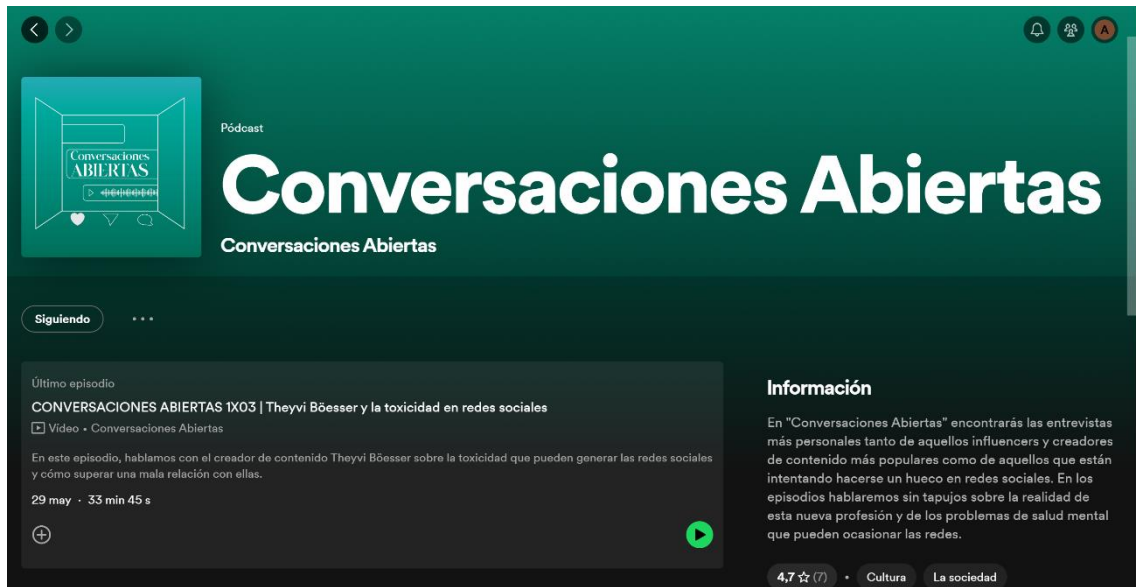 A
Conversaciones
ABIERTAS
Pódcast
Conversaciones Abiertas
Conversaciones Abiertas
Siguiendo
Último episodio
CONVERSACIONES ABIERTAS 1X03 | Theyvi Böesser y la toxicidad en redes sociales
Vídeo • Conversaciones Abiertas
En este episodio, hablamos con el creador de contenido Theyvi Böesser sobre la toxicidad que pueden generar las redes sociales
y cómo superar una mala relación con ellas.
29 may · 33 min 45 s
Información
En "Conversaciones Abiertas" encontrarás las entrevistas
más personales tanto de aquellos influencers y creadores
de contenido más populares como de aquellos que están
intentando hacerse un hueco en redes sociales. En los
episodios hablaremos sin tapujos sobre la realidad de
esta nueva profesión y de los problemas de salud mental
que pueden ocasionar las redes.
4,7 ☆ (7) • Cultura La sociedad